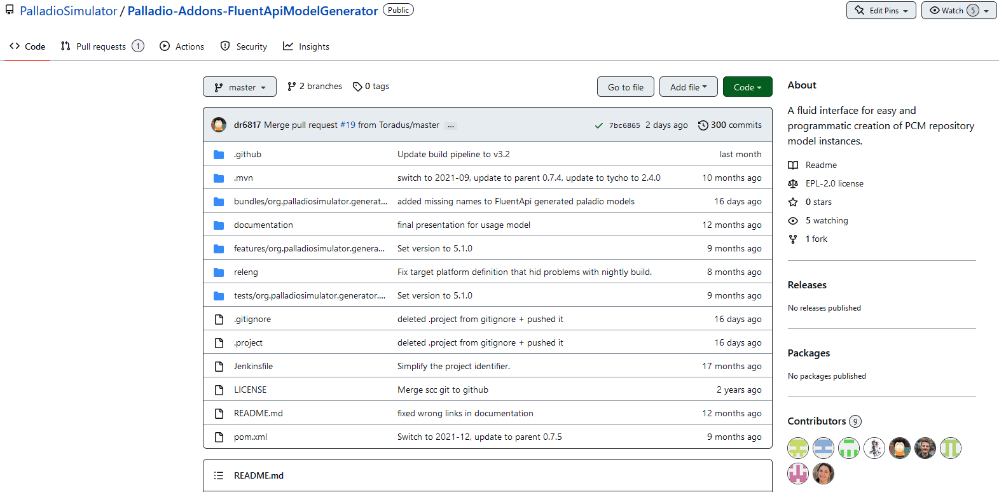 PalladioSimulator / Palladio-Addons-FluentApiModelGenerator Public Edit Pins Watch 5
Code Pull requests 1 Actions Security Insights
master 2 branches 0 tags Go to file Add file Code
dr6817 Merge pull request #19 from Toradus/master ... 7bc6865 2 days ago 300 commits
.github Update build pipeline to v3.2 last month
.mvn switch to 2021-09, update to parent 0.7.4, update to tycho to 2.4.0 10 months ago
bundles/org.palladiosimulator.generat... added missing names to FluentApi generated paladio models 16 days ago
documentation final presentation for usage model 12 months ago
features/org.palladiosimulator.genera... Set version to 5.1.0 9 months ago
releng Fix target platform definition that hid problems with nightly build. 8 months ago
tests/org.palladiosimulator.generator.... Set version to 5.1.0 9 months ago
.gitignore deleted .project from gitignore + pushed it 16 days ago
.project deleted .project from gitignore + pushed it 16 days ago
Jenkinsfile Simplify the project identifier. 17 months ago
LICENSE Merge scc git to github 2 years ago
README.md fixed wrong links in documentation 12 months ago
pom.xml Switch to 2021-12, update to parent 0.7.5 9 months ago
README.md
About
A fluid interface for easy and
programmatic creation of PCM repository
model instances.
Readme
EPL-2.0 license
0 stars
5 watching
1 fork
Releases
No releases published
Packages
No packages published
Contributors 9